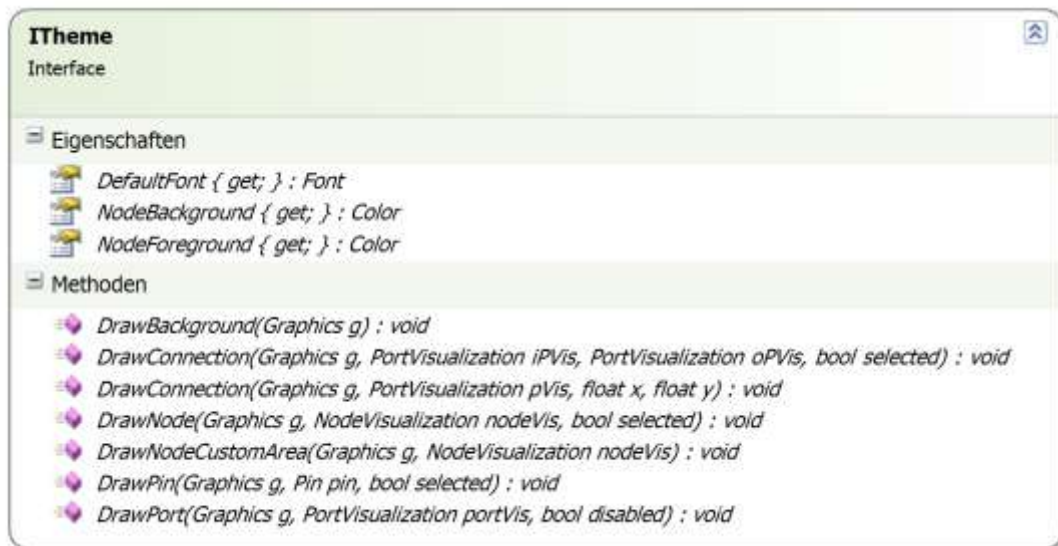 ITheme
Interface
Eigenschaften
DefaultFont { get; } : Font
NodeBackground { get; } : Color
NodeForeground { get; } : Color
Methoden
DrawBackground(Graphics g) : void
DrawConnection(Graphics g, PortVisualization iPVis, PortVisualization oPVis, bool selected) : void
DrawConnection(Graphics g, PortVisualization pVis, float x, float y) : void
DrawNode(Graphics g, NodeVisualization nodeVis, bool selected) : void
DrawNodeCustomArea(Graphics g, NodeVisualization nodeVis) : void
DrawPin(Graphics g, Pin pin, bool selected) : void
DrawPort(Graphics g, PortVisualization portVis, bool disabled) : void